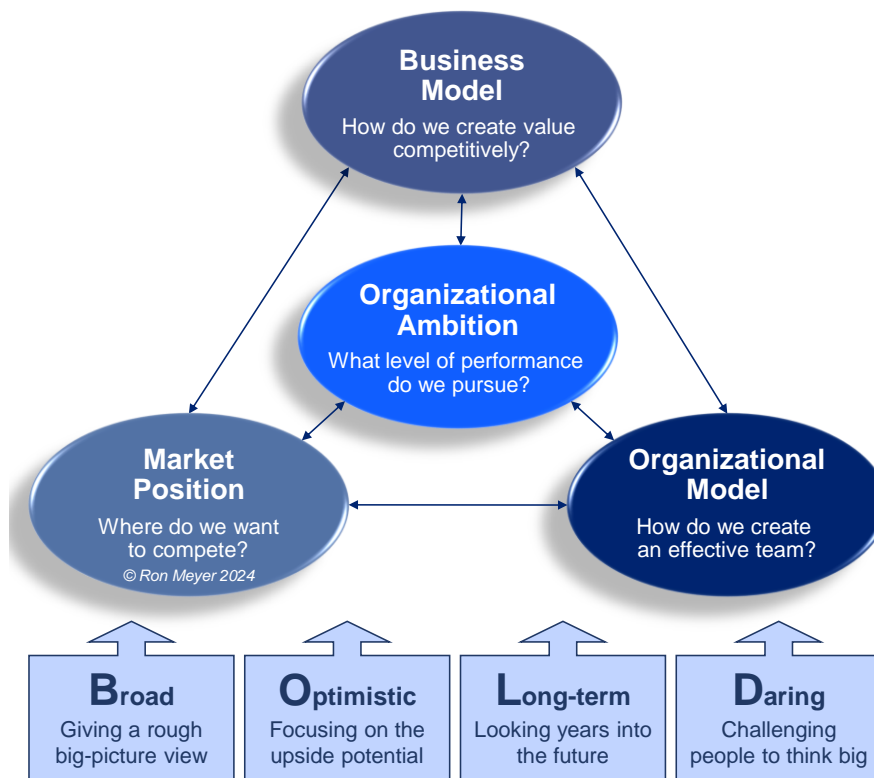 Business
Model
How do we create value
competitively?
Organizational
Ambition
What level of performance
do we pursue?
Market
Position
Where do we want
to compete?
© Ron Meyer 2024
Organizational
Model
How do we create
an effective team?
Broad
Giving a rough
big-picture view
Optimistic
Focusing on the
upside potential
Long-term
Looking years into
the future
Daring
Challenging
people to think big